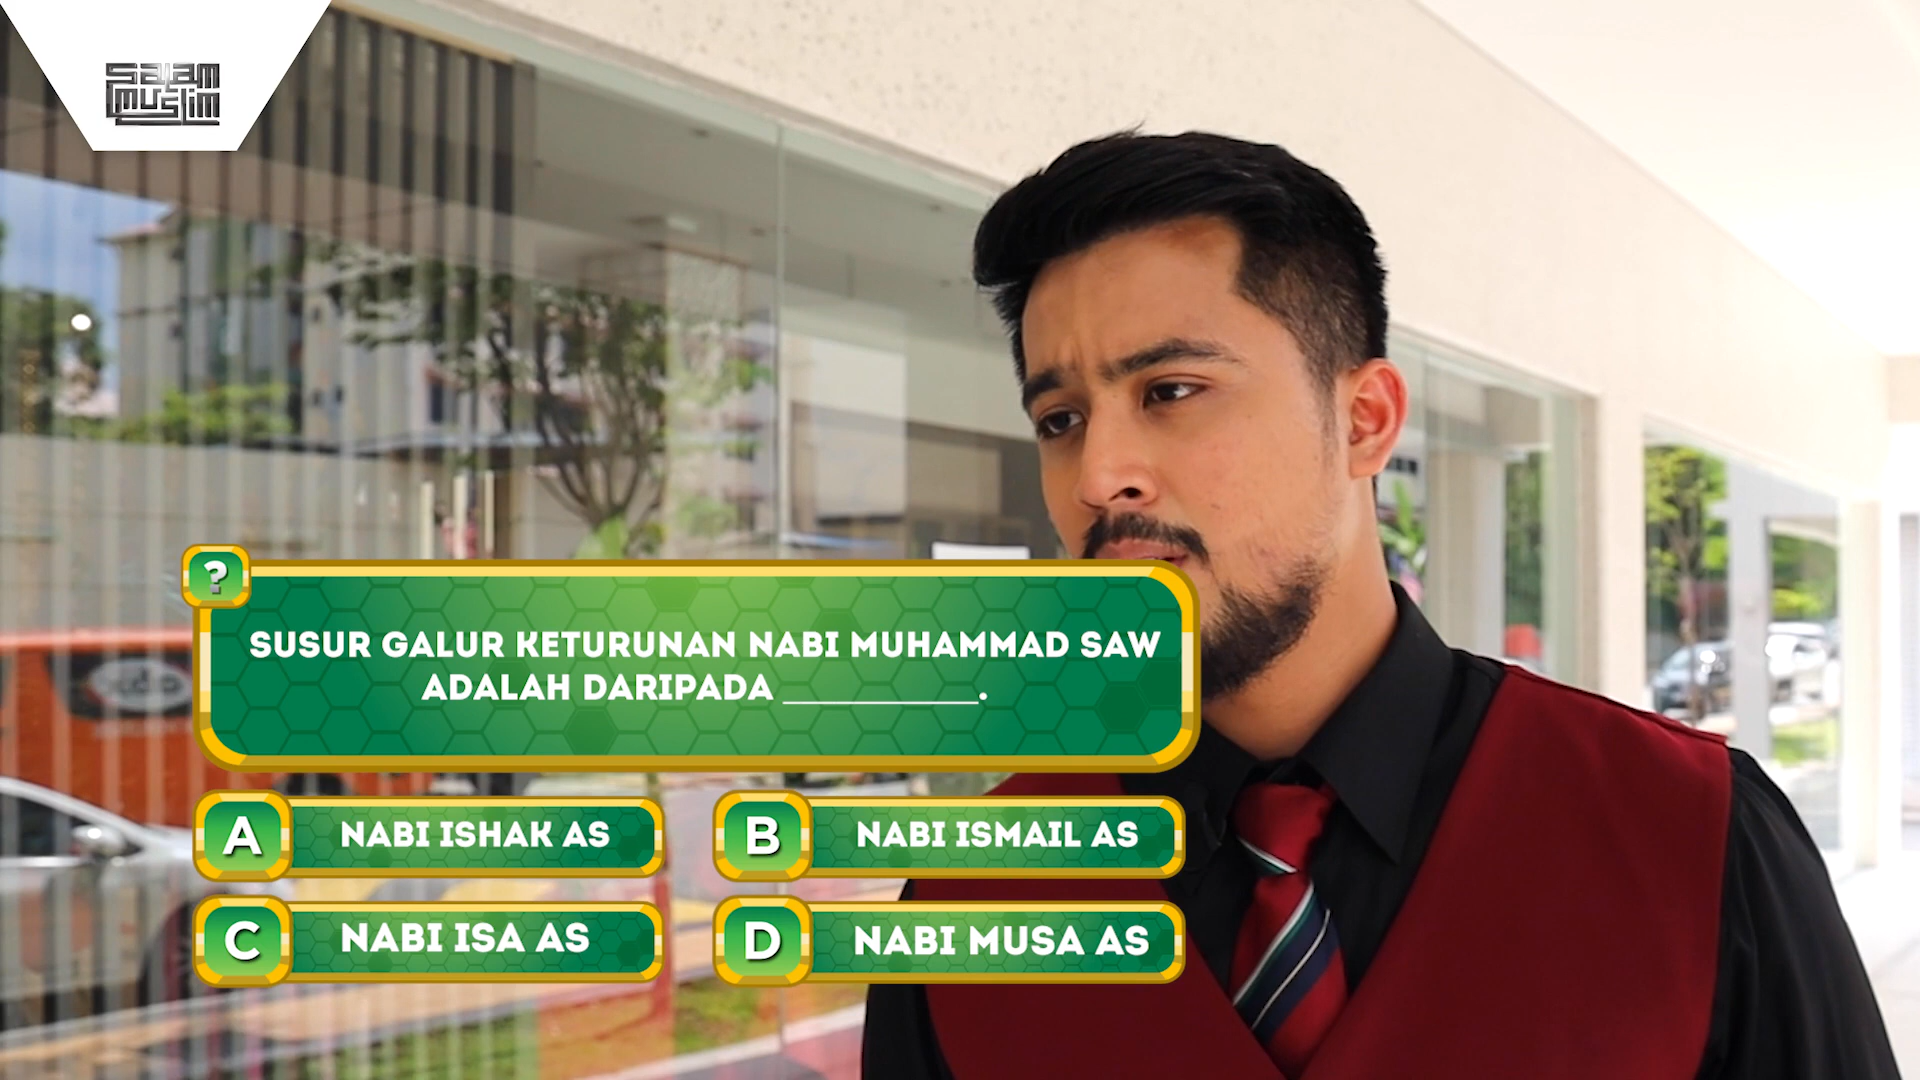 salam
muslim
?
SUSUR GALUR KETURUNAN NABI MUHAMMAD SAW
ADALAH DARIPADA ____________.
A NABI ISHAK AS
B NABI ISMAIL AS
C NABI ISA AS
D NABI MUSA AS